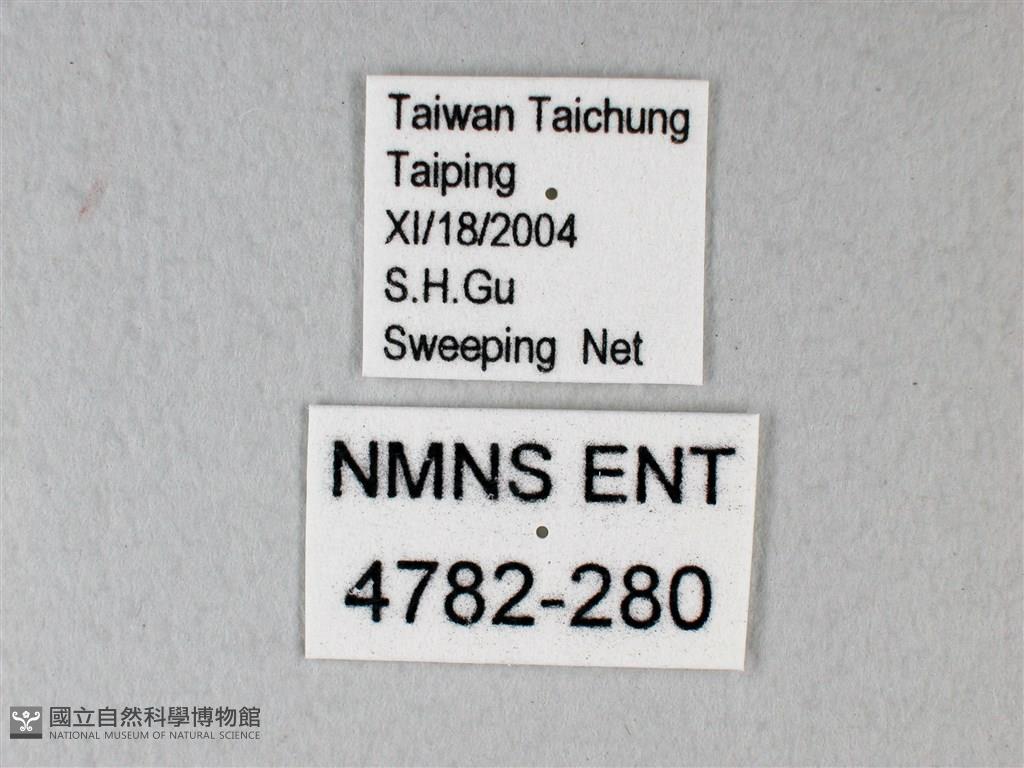 Taiwan Taichung
Taiping
XI/18/2004
S.H.Gu
Sweeping Net
NMNS ENT
4782-280
國立自然科學博物館
NATIONAL MUSEUM OF NATURAL SCIENCE